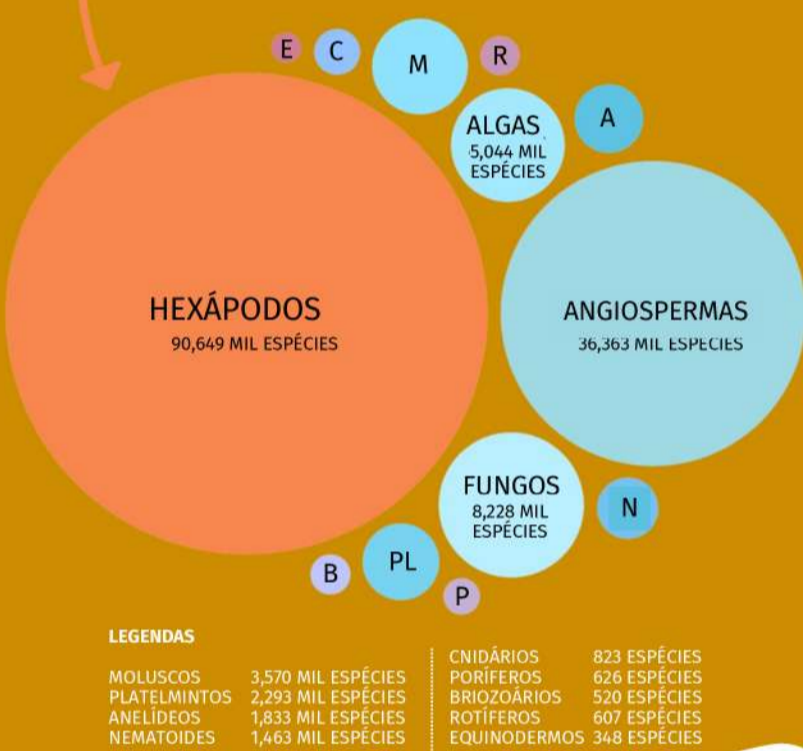 E
C
M
R
ALGAS
5,044 MIL
ESPÉCIES
A
HEXÁPODOS
90,649 MIL ESPÉCIES
ANGIOSPERMAS
36,363 MIL ESPÉCIES
FUNGOS
8,228 MIL
ESPÉCIES
N
B
PL
P
LEGENDAS
MOLUSCOS 3,570 MIL ESPÉCIES
PLATELMINTOS 2,293 MIL ESPÉCIES
ANELÍDEOS 1,833 MIL ESPÉCIES
NEMATOIDES 1,463 MIL ESPÉCIES
CNIDÁRIOS 823 ESPÉCIES
PORÍFEROS 626 ESPÉCIES
BRIOZOÁRIOS 520 ESPÉCIES
ROTÍFEROS 607 ESPÉCIES
EQUINODERMOS 348 ESPÉCIES